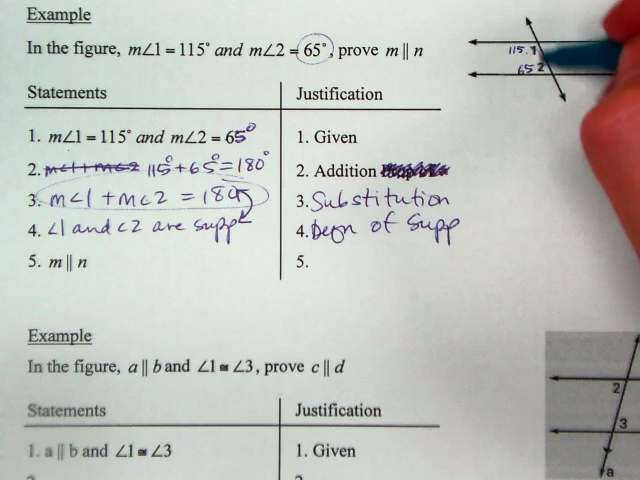 Example
In the figure, m∠1 = 115° and m∠2 = 65°, prove m || n
115° 1
65 2
Statements
Justification
1. m∠1 = 115° and m∠2 = 65°
1. Given
2. m∠1 + m∠2 115° + 65° = 180°
2. Addition
3. m∠1 + m∠2 = 180
3. Substitution
4. ∠1 and ∠2 are supp
4. Defn of Supp
5. m || n
5.
Example
In the figure, a || b and ∠1 ≅ ∠3, prove c || d
2
3
a
Statements
Justification
1. a || b and ∠1 ≅ ∠3
1. Given